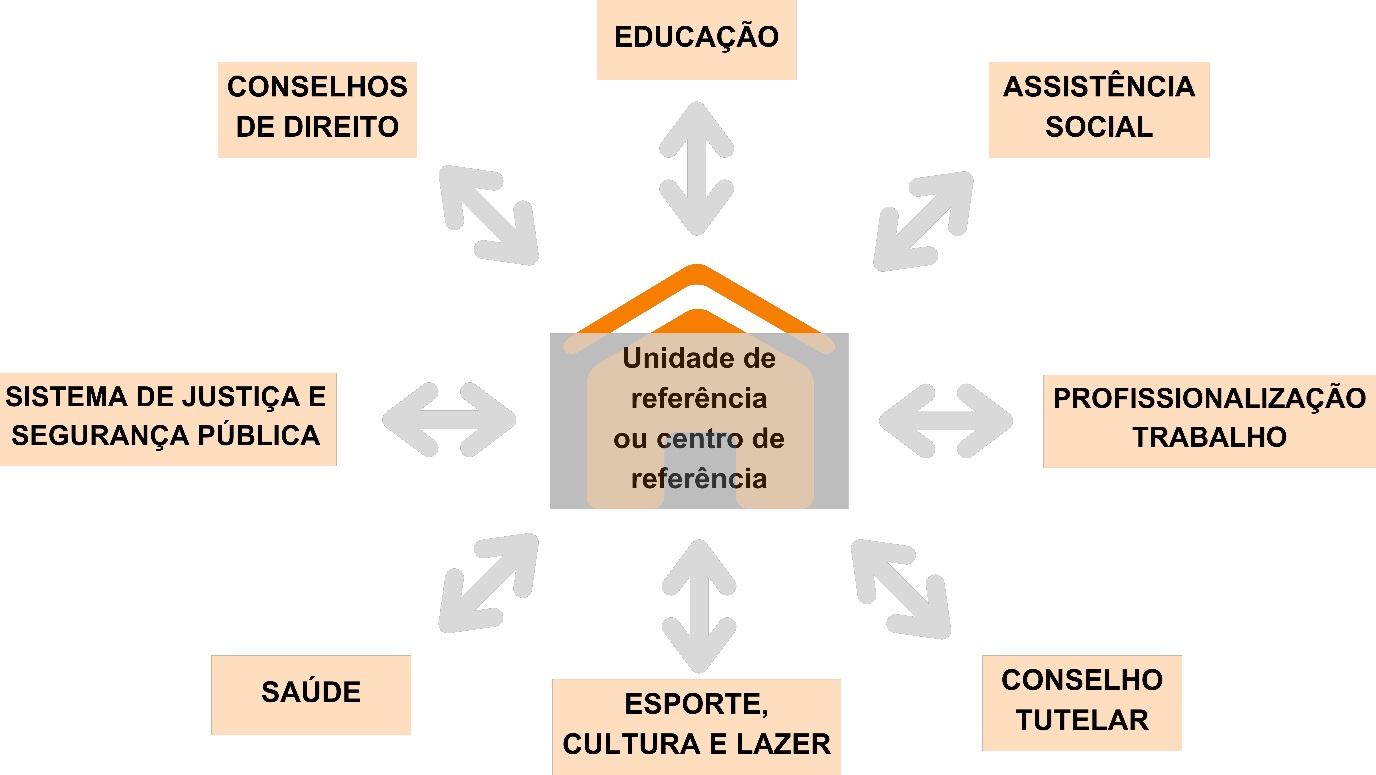 EDUCAÇÃO
CONSELHOS
DE DIREITO
ASSISTÊNCIA
SOCIAL
Unidade de
referência
ou centro de
referência
SISTEMA DE JUSTIÇA E
SEGURANÇA PÚBLICA
PROFISSIONALIZAÇÃO
TRABALHO
SAÚDE
ESPORTE,
CULTURA E LAZER
CONSELHO
TUTELAR